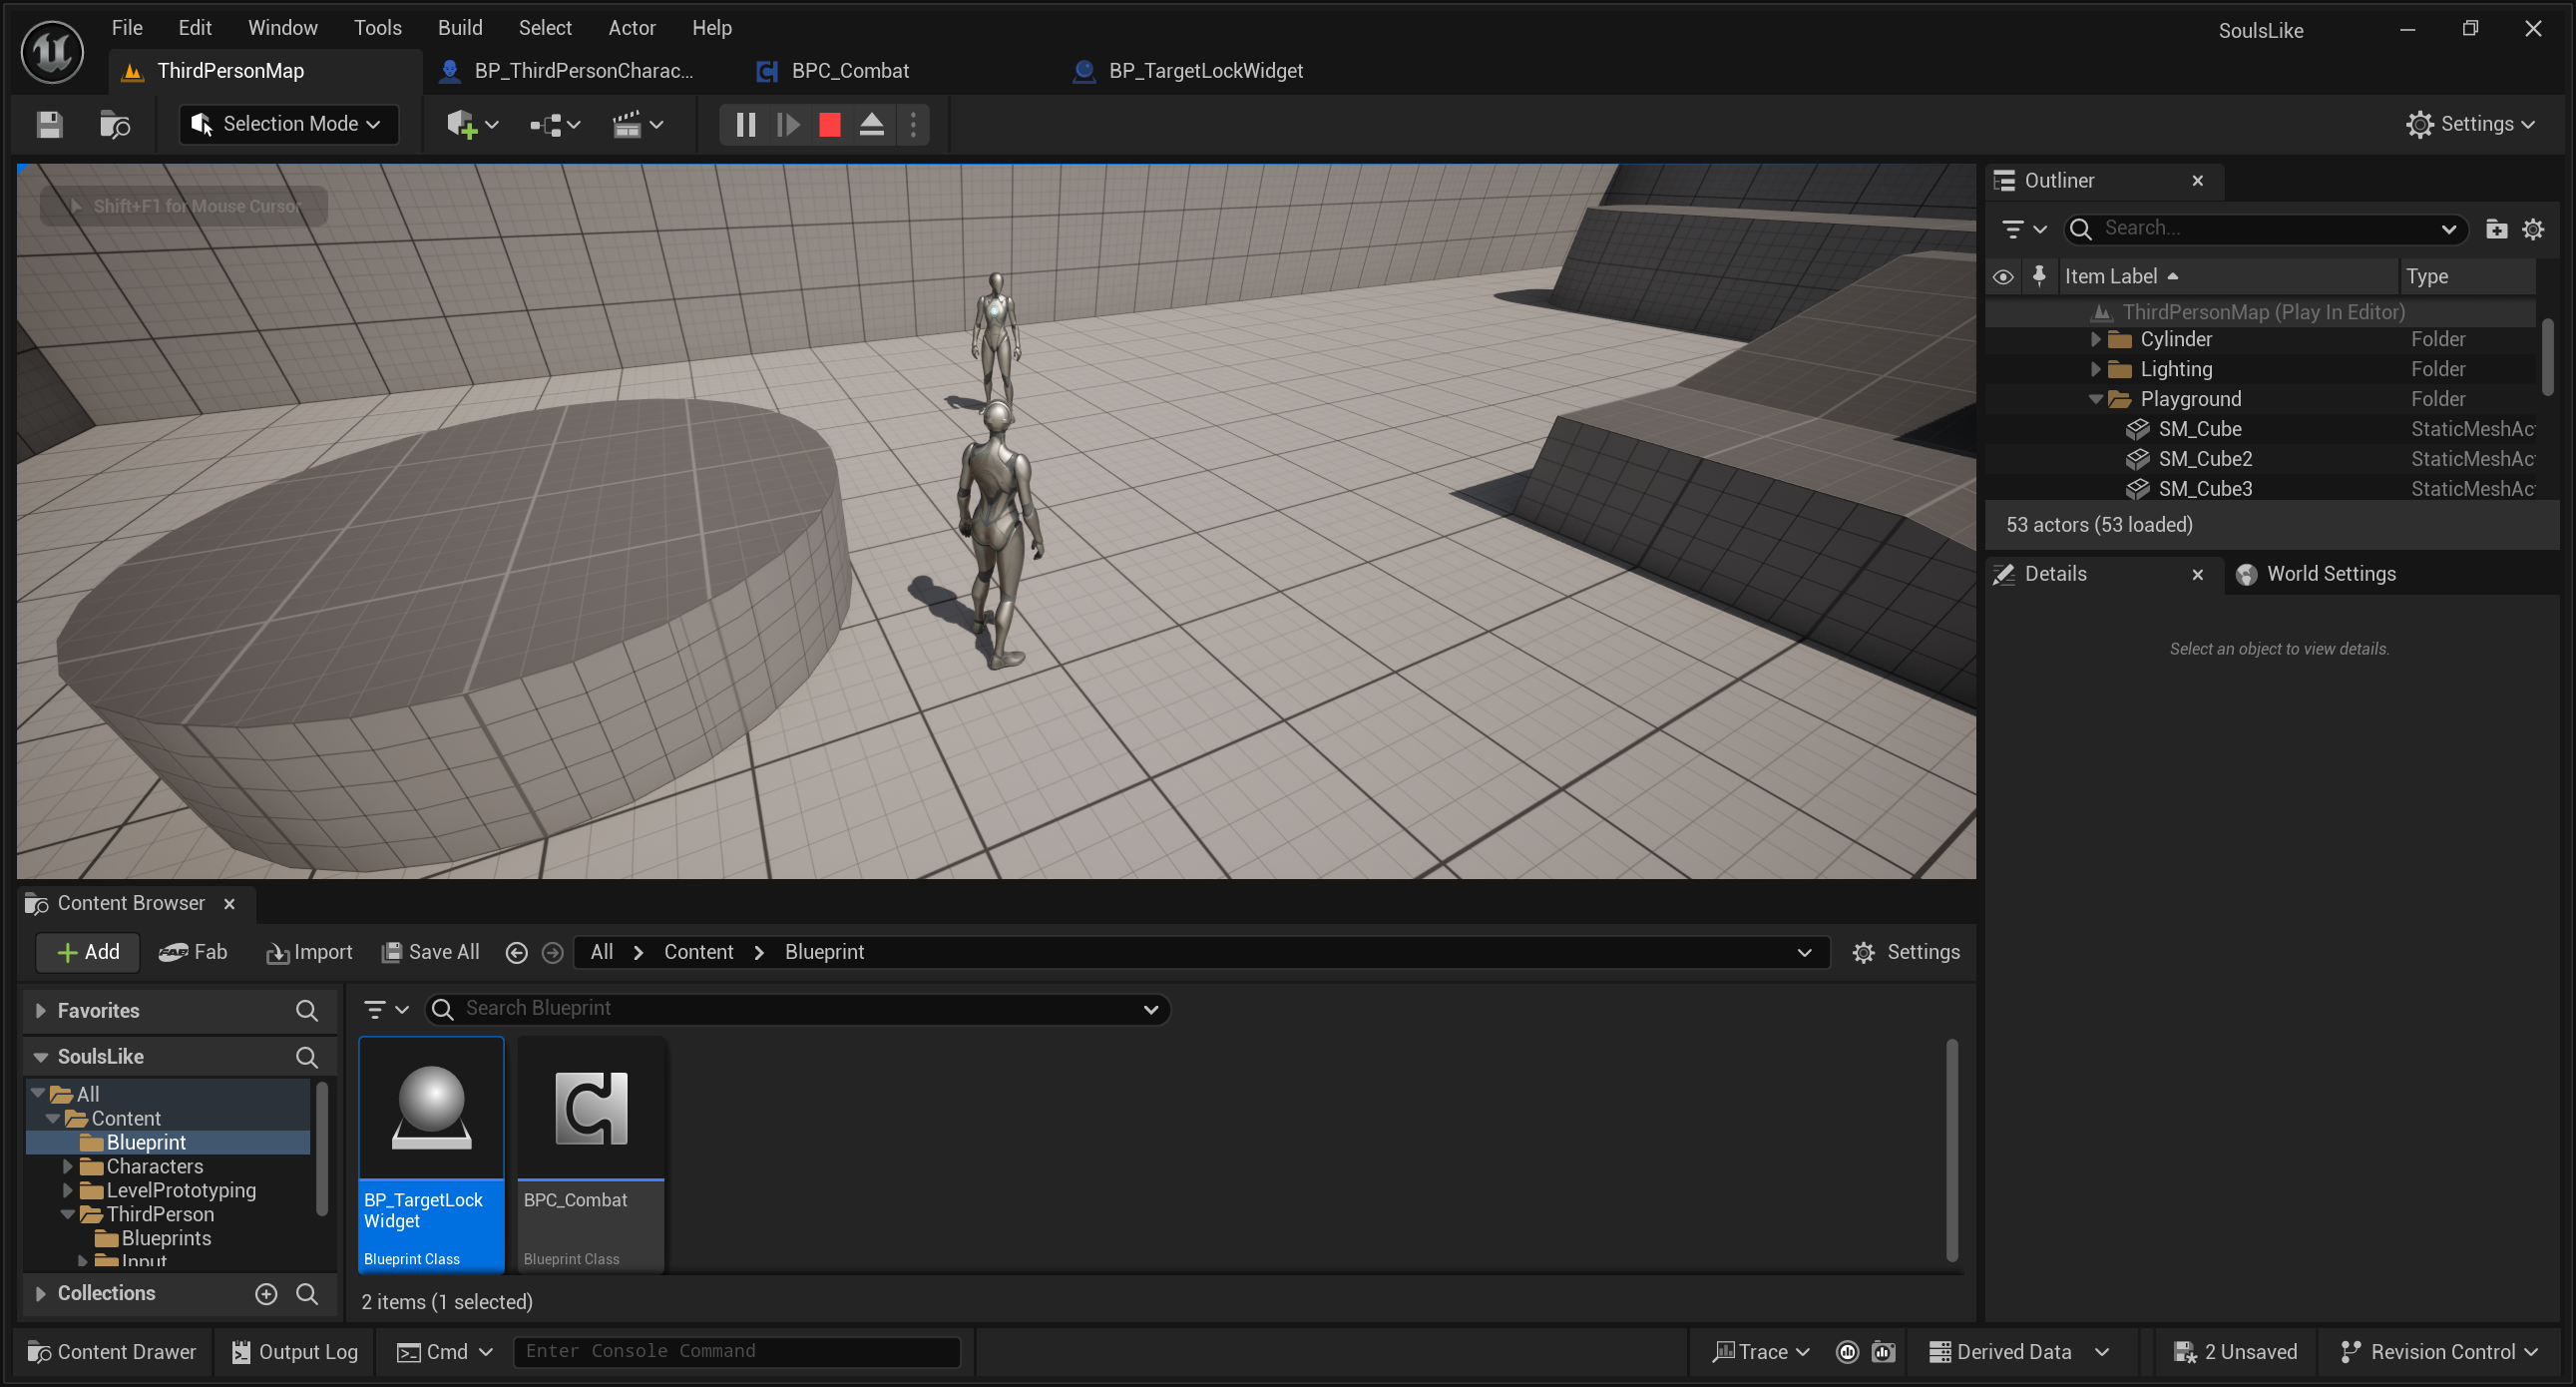 File Edit Window Tools Build Select Actor Help
SoulsLike
ThirdPersonMap
BP_ThirdPersonCharac...
BPC_Combat
BP_TargetLockWidget
Selection Mode
Settings
Shift+F1 for Mouse Cursor
Outliner
Search...
Item Label
Type
ThirdPersonMap (Play In Editor)
Cylinder Folder
Lighting Folder
Playground Folder
SM_Cube StaticMeshAc
SM_Cube2 StaticMeshAc
SM_Cube3 StaticMeshAc
53 actors (53 loaded)
Details
World Settings
Select an object to view details.
Content Browser
Add
Fab
Import
Save All
All
Content
Blueprint
Settings
Favorites
SoulsLike
All
Content
Blueprint
Characters
LevelPrototyping
ThirdPerson
Blueprints
Input
Collections
Search Blueprint
BP_TargetLock
Widget
Blueprint Class
BPC_Combat
Blueprint Class
2 items (1 selected)
Content Drawer
Output Log
Cmd
Enter Console Command
Trace
Derived Data
2 Unsaved
Revision Control